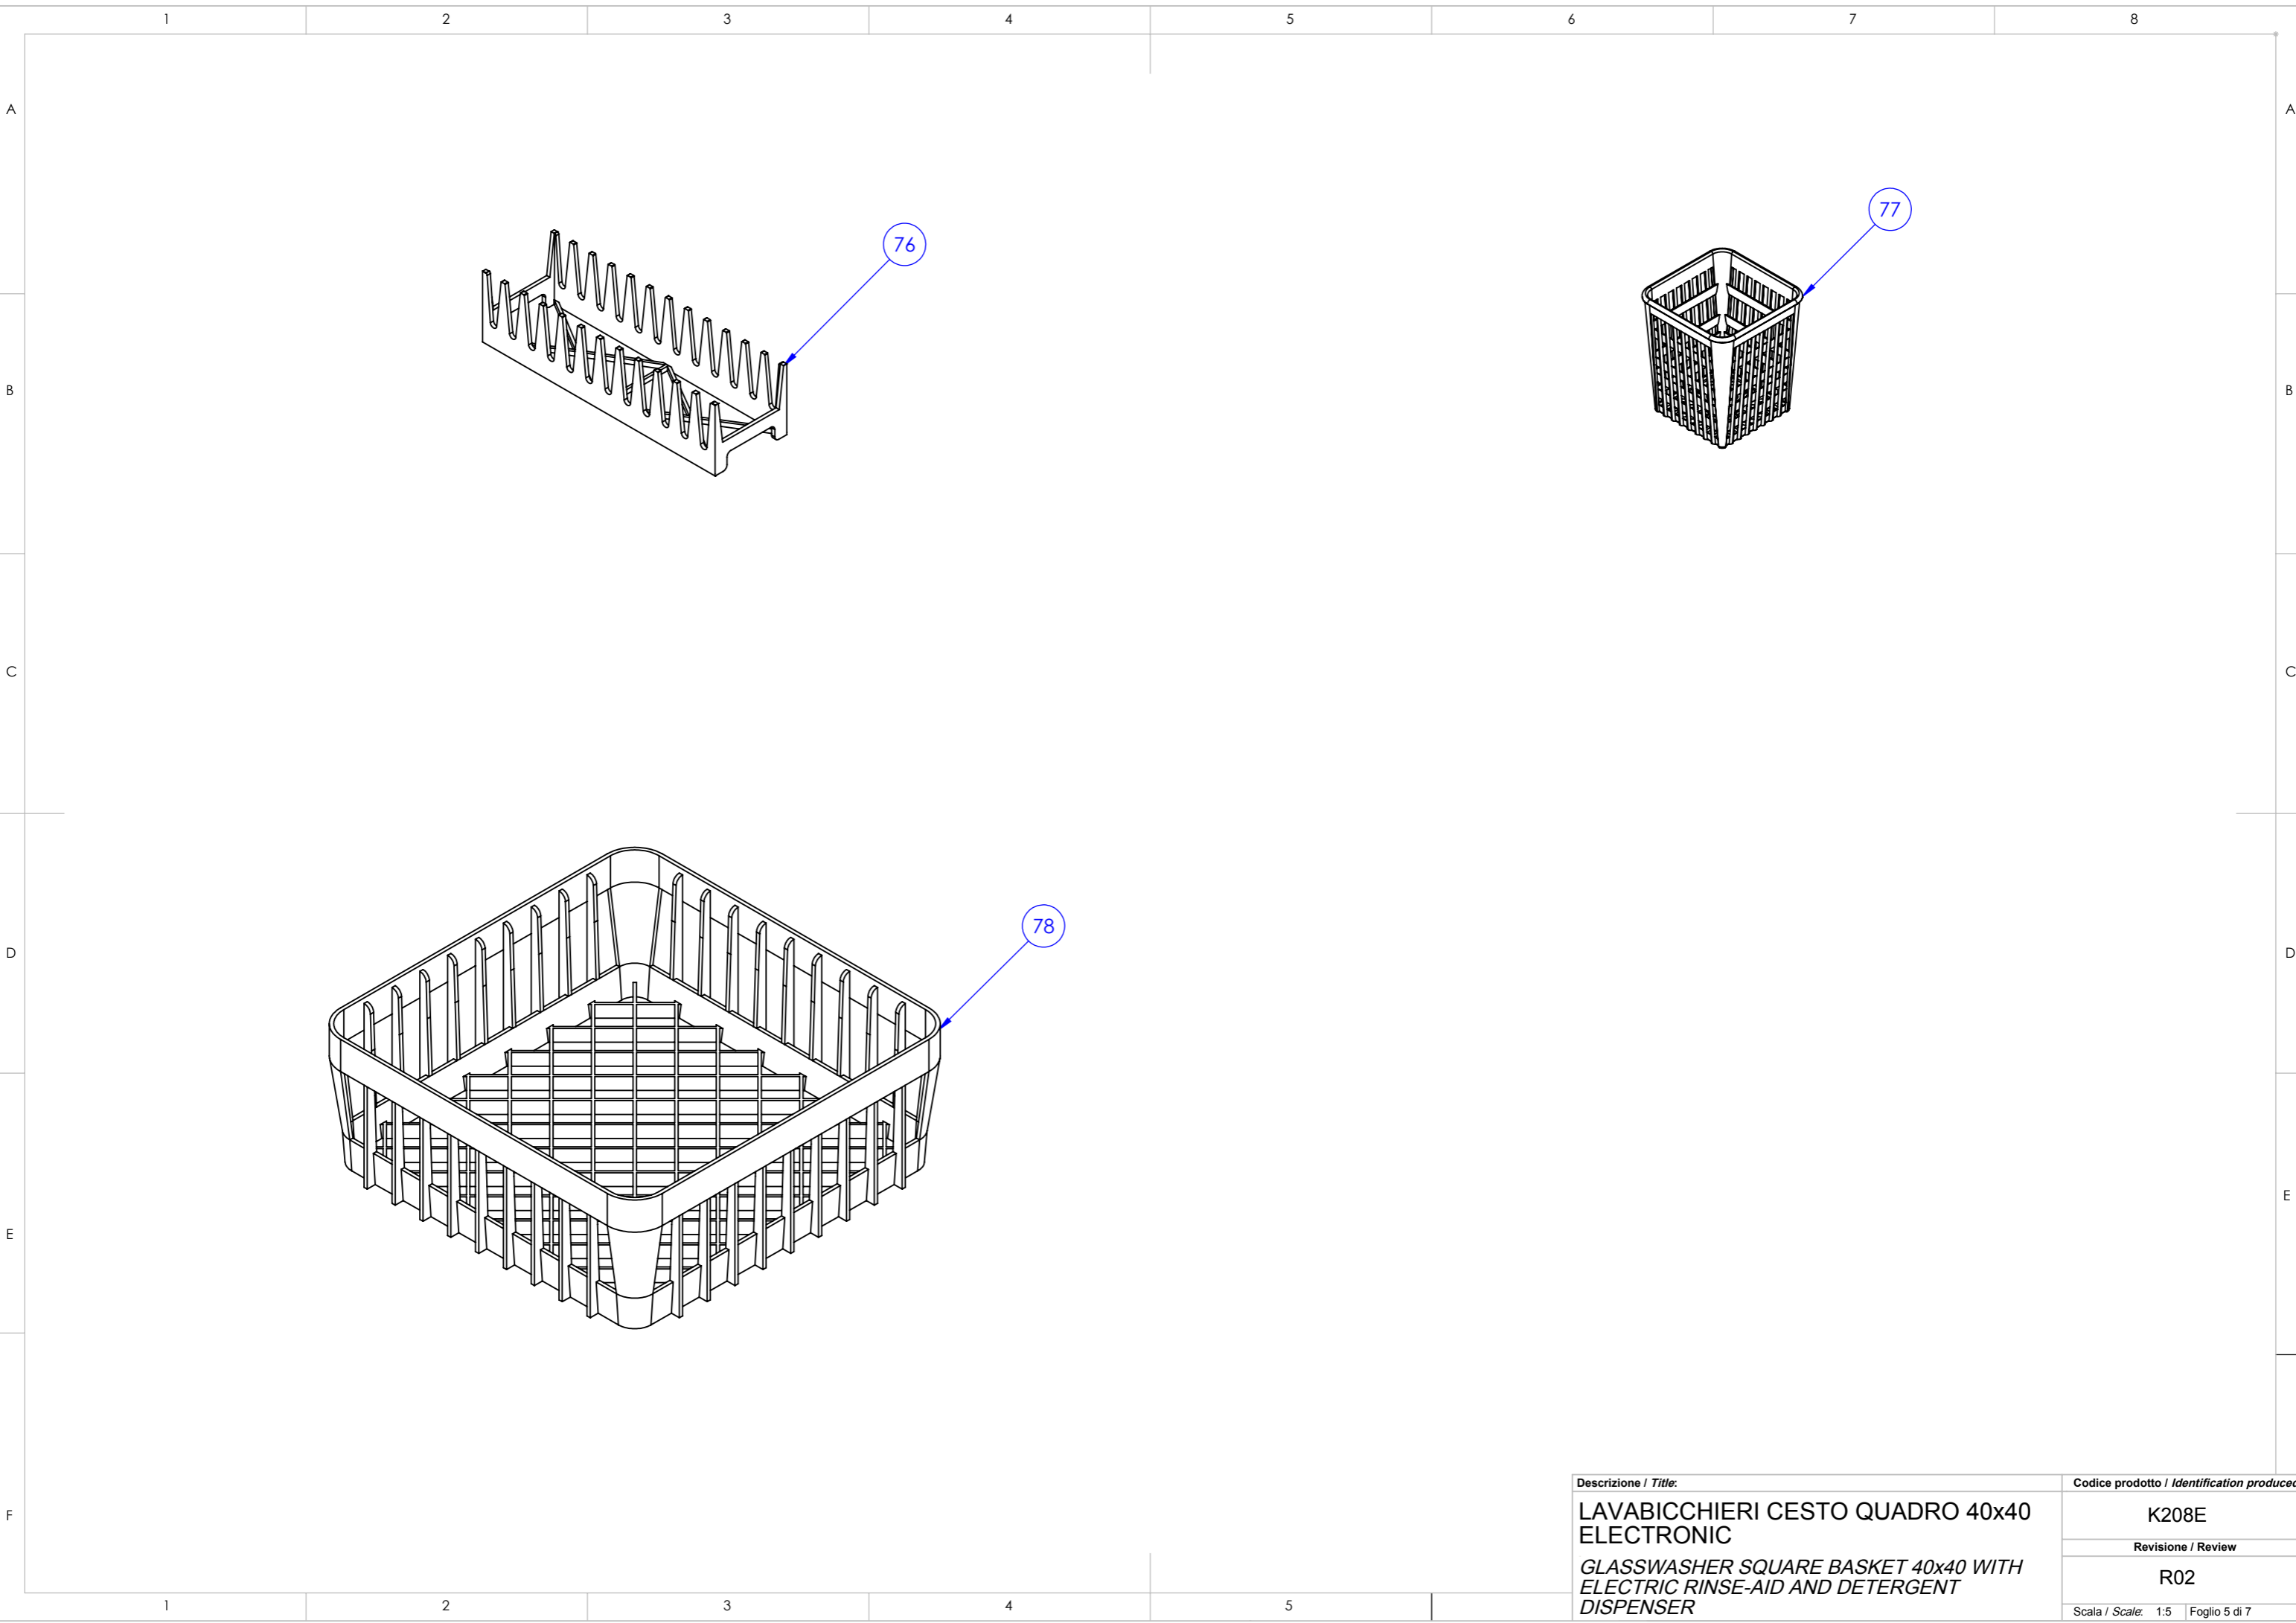 1 2 3 4 5 6 7 8
A A
77
76
B B
C C
78
D D
E
E
Descrizione / Title:
Codice prodotto / Identification produced
LAVABICCHIERI CESTO QUADRO 40x40
ELECTRONIC
K208E
F
Revisione / Review
GLASSWASHER SQUARE BASKET 40x40 WITH
ELECTRIC RINSE-AID AND DETERGENT
DISPENSER
R02
Scala / Scale: 1:5 Foglio 5 di 7
1 2 3 4 5